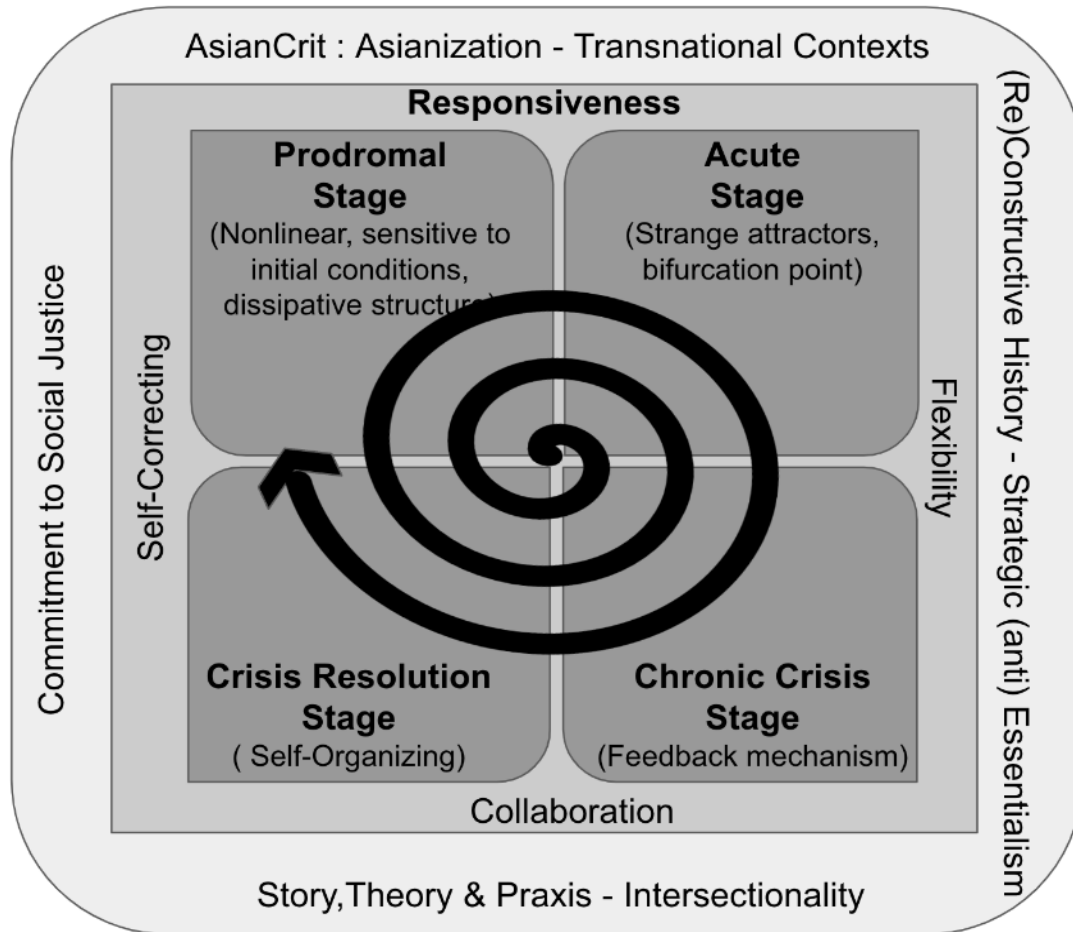 AsianCrit : Asianization - Transnational Contexts
Responsiveness
Prodromal
Stage
(Nonlinear, sensitive to
initial conditions,
dissipative structure)
Acute
Stage
(Strange attractors,
bifurcation point)
Commitment to Social Justice
Self-Correcting
Flexibility
(Re)Constructive History - Strategic (anti) Essentialism
Crisis Resolution
Stage
( Self-Organizing)
Chronic Crisis
Stage
(Feedback mechanism)
Collaboration
Story,Theory & Praxis - Intersectionality